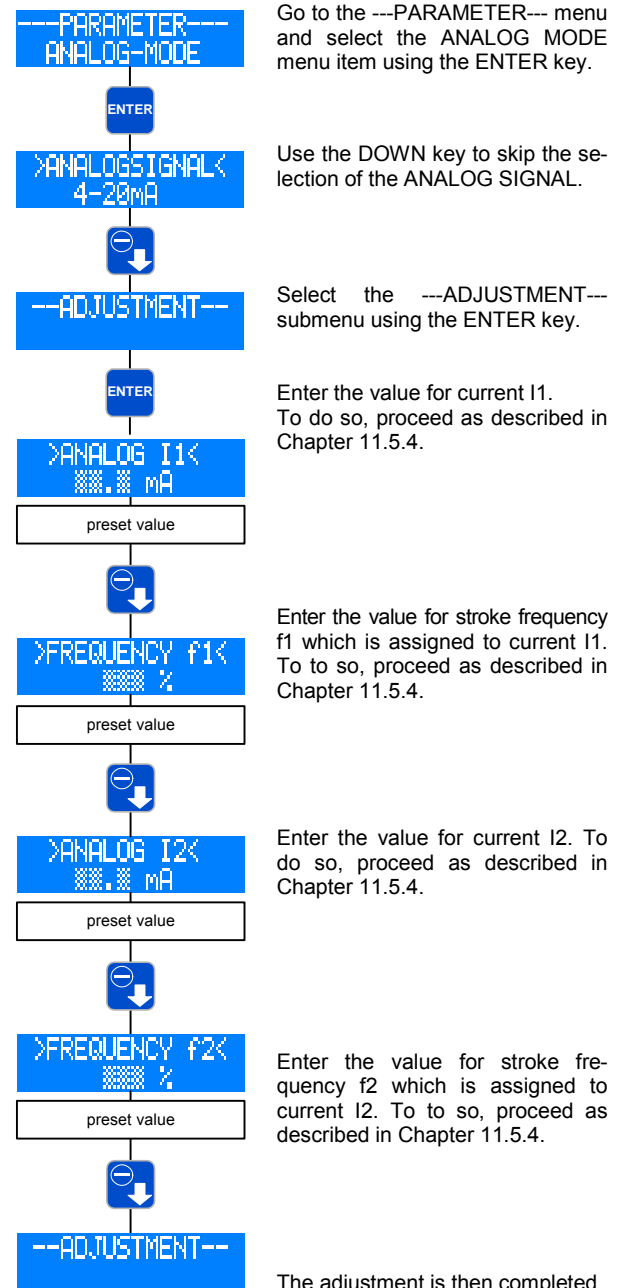 ---PARAMETER---
ANALOG-MODE
Go to the ---PARAMETER--- menu
and select the ANALOG MODE
menu item using the ENTER key.
ENTER
>ANALOGSIGNAL<
4-20mA
Use the DOWN key to skip the se-
lection of the ANALOG SIGNAL.
--ADJUSTMENT--
Select the ---ADJUSTMENT---
submenu using the ENTER key.
ENTER
Enter the value for current I1.
To do so, proceed as described in
Chapter 11.5.4.
>ANALOG I1<
▒▒.▒ mA
preset value
Enter the value for stroke frequency
f1 which is assigned to current I1.
To to so, proceed as described in
Chapter 11.5.4.
>FREQUENCY f1<
▒▒▒ %
preset value
Enter the value for current I2. To
do so, proceed as described in
Chapter 11.5.4.
>ANALOG I2<
▒▒.▒ mA
preset value
>FREQUENCY f2<
▒▒▒ %
Enter the value for stroke fre-
quency f2 which is assigned to
current I2. To to so, proceed as
described in Chapter 11.5.4.
preset value
--ADJUSTMENT--
The adjustment is then completed